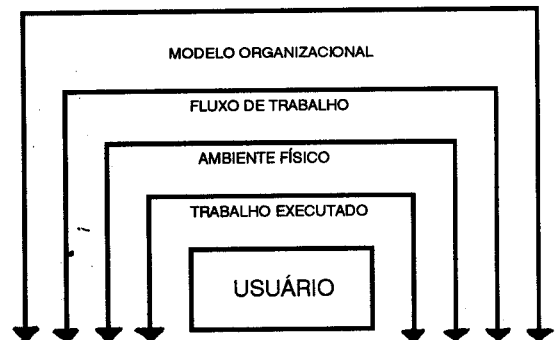 MODELO ORGANIZACIONAL
FLUXO DE TRABALHO
AMBIENTE FÍSICO
TRABALHO EXECUTADO
USUÁRIO